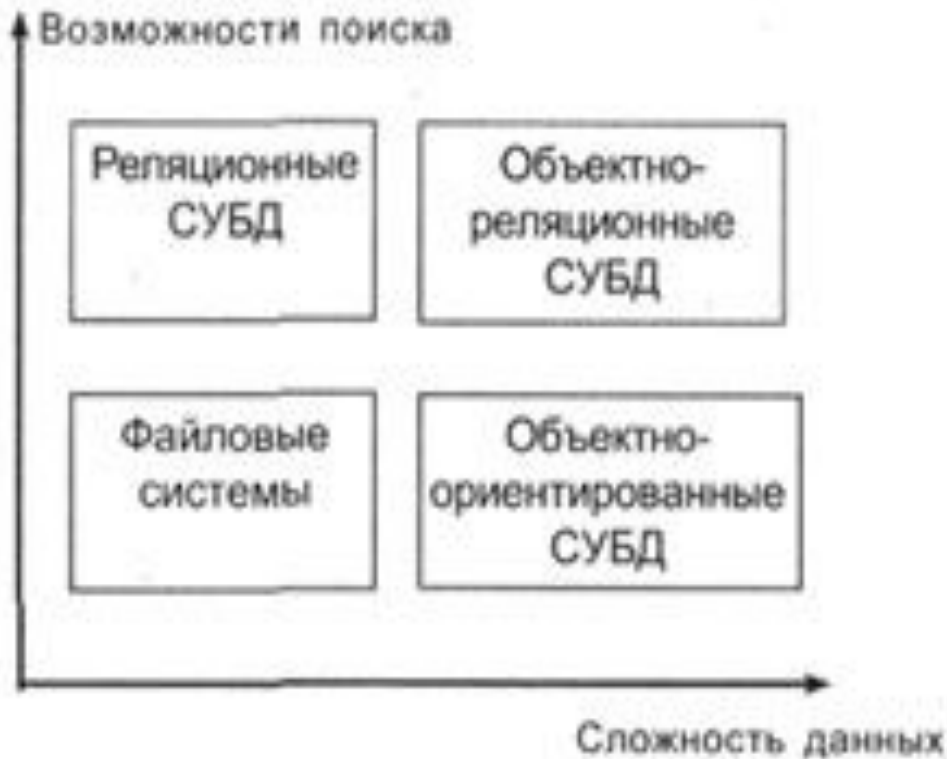 Возможности поиска
Реляционные
СУБД
Объектно-
реляционные
СУБД
Файловые
системы
Объектно-
ориентированные
СУБД
Сложность данных